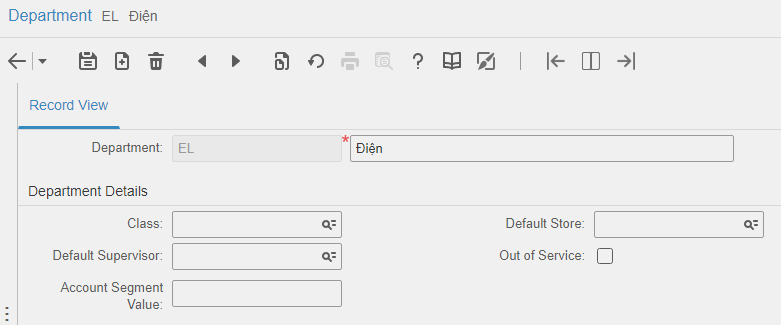 Department EL Điện
Record View
Department: EL * Điện
Department Details
Class: Default Store:
Default Supervisor: Out of Service:
Account Segment
Value: